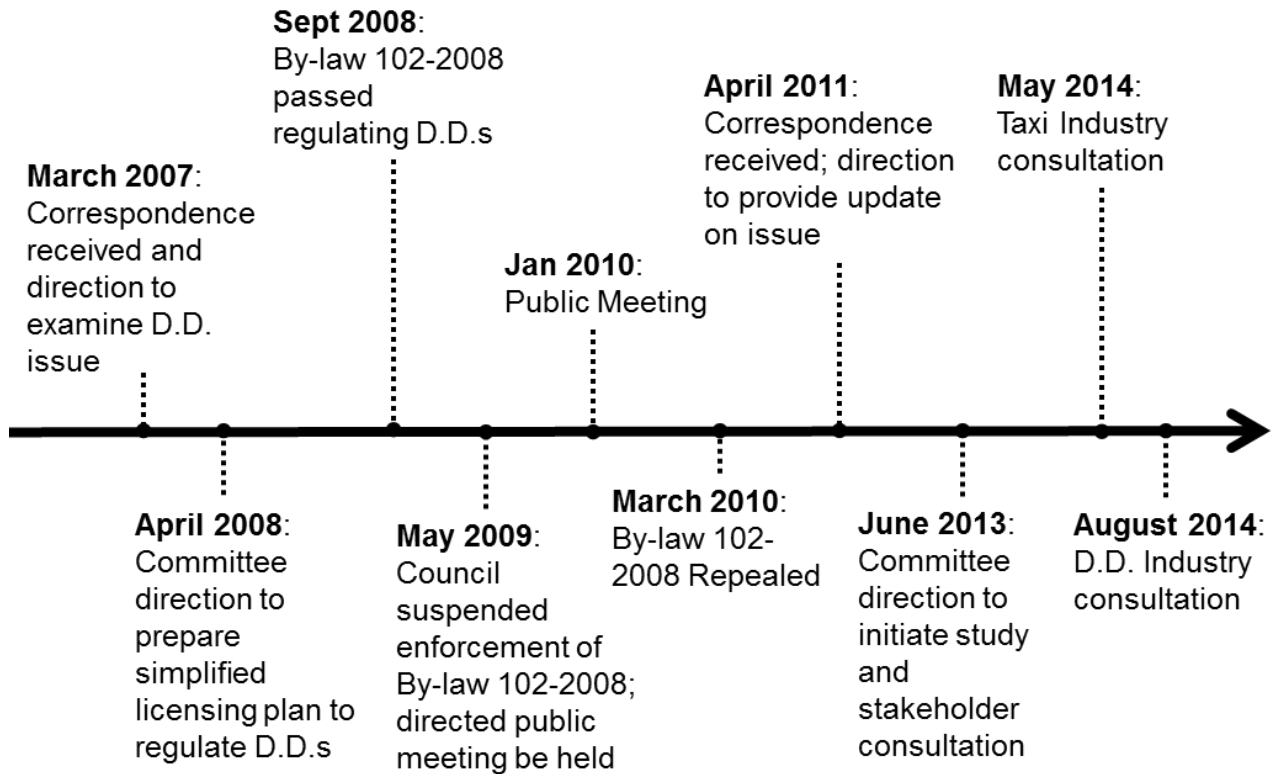 Sept 2008:
By-law 102-2008
passed
regulating D.D.s
April 2011:
Correspondence
received; direction
to provide update
on issue
May 2014:
Taxi Industry
consultation
March 2007:
Correspondence
received and
direction to
examine D.D.
issue
Jan 2010:
Public Meeting
April 2008:
Committee
direction to
prepare
simplified
licensing plan to
regulate D.D.s
May 2009:
Council
suspended
enforcement of
By-law 102-2008;
directed public
meeting be held
March 2010:
By-law 102-
2008 Repealed
June 2013:
Committee
direction to
initiate study
and
stakeholder
consultation
August 2014:
D.D. Industry
consultation